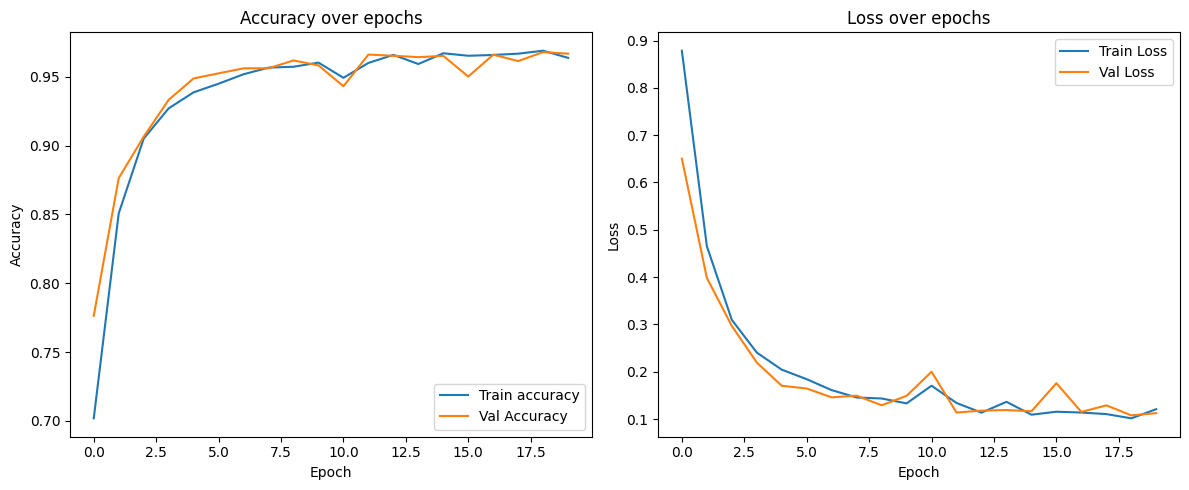 Accuracy over epochs
0.95
0.90
0.85
0.80
0.75
0.70
Accuracy
Train accuracy
Val Accuracy
0.0 2.5 5.0 7.5 10.0 12.5 15.0 17.5
Epoch
Loss over epochs
0.9
0.8
0.7
0.6
0.5
0.4
0.3
0.2
0.1
Loss
Train Loss
Val Loss
0.0 2.5 5.0 7.5 10.0 12.5 15.0 17.5
Epoch